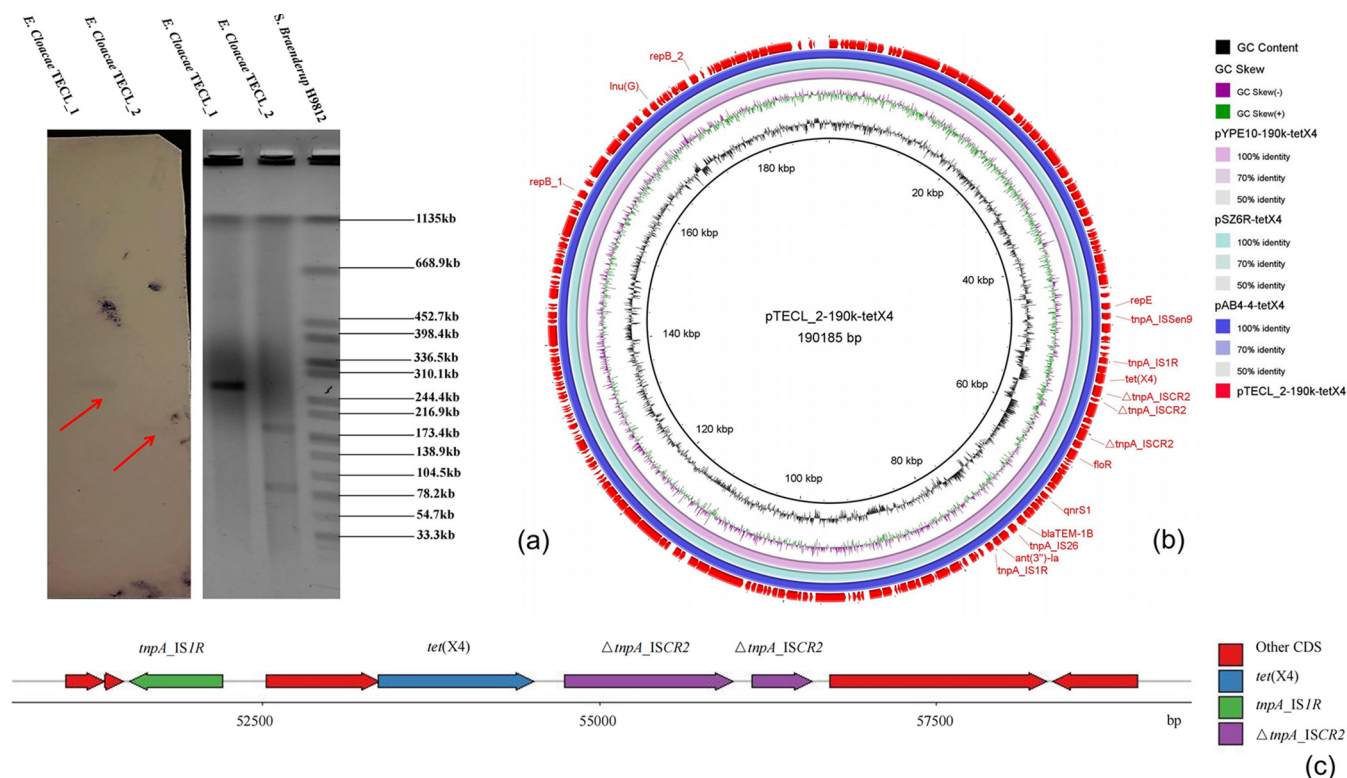 E. Cloacae TECL_1
E. Cloacae TECL_2
E. Cloacae TECL_1
E. Cloacae TECL_2
S. Braenderup H9812
1135kb
668.9kb
452.7kb
398.4kb
336.5kb
310.1kb
244.4kb
216.9kb
173.4kb
138.9kb
104.5kb
78.2kb
54.7kb
33.3kb
(a)
repB_2
lnu(G)
repB_1
180 kbp
20 kbp
160 kbp
40 kbp
140 kbp
60 kbp
120 kbp
80 kbp
100 kbp
pTECL_2-190k-tetX4
190185 bp
repE
tnpA_ISSen9
tnpA_IS1R
tet(X4)
△tnpA_ISCR2
△tnpA_ISCR2
△tnpA_ISCR2
floR
qnrS1
blaTEM-1B
tnpA_IS26
ant(3'')-Ia
tnpA_IS1R
(b)
GC Content
GC Skew
GC Skew(-)
GC Skew(+)
pYPE10-190k-tetX4
100% identity
70% identity
50% identity
pSZ6R-tetX4
100% identity
70% identity
50% identity
pAB4-4-tetX4
100% identity
70% identity
50% identity
pTECL_2-190k-tetX4
tnpA_IS1R
tet(X4)
△tnpA_ISCR2
△tnpA_ISCR2
52500
55000
57500
bp
Other CDS
tet(X4)
tnpA_IS1R
△tnpA_ISCR2
(c)